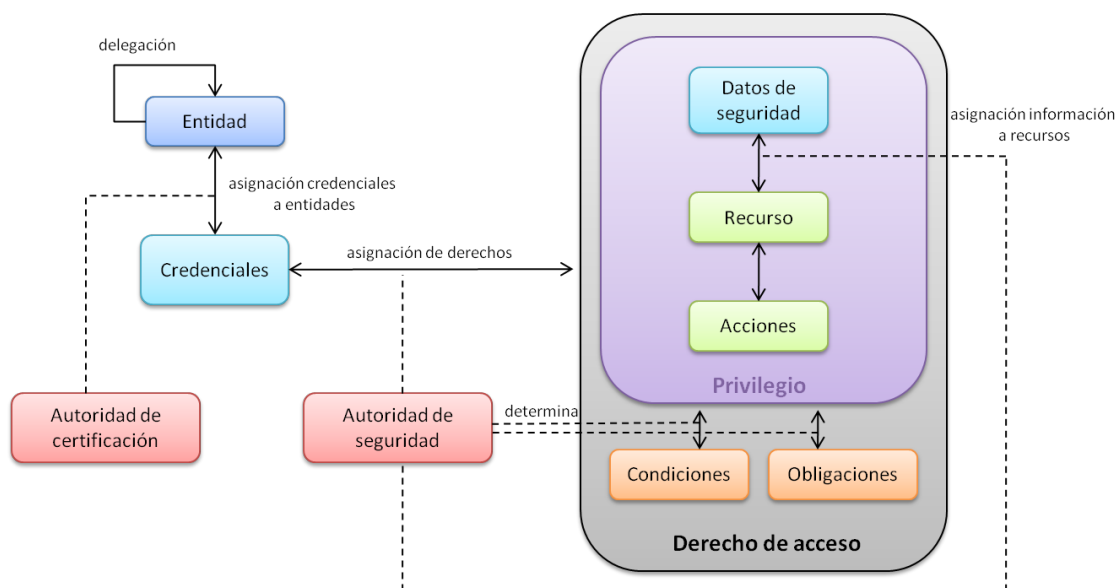 delegación
Entidad
asignación credenciales
a entidades
Credenciales
asignación de derechos
Autoridad de
certificación
Autoridad de
seguridad
determina
Datos de
seguridad
asignación información
a recursos
Recurso
Acciones
Privilegio
Condiciones
Obligaciones
Derecho de acceso